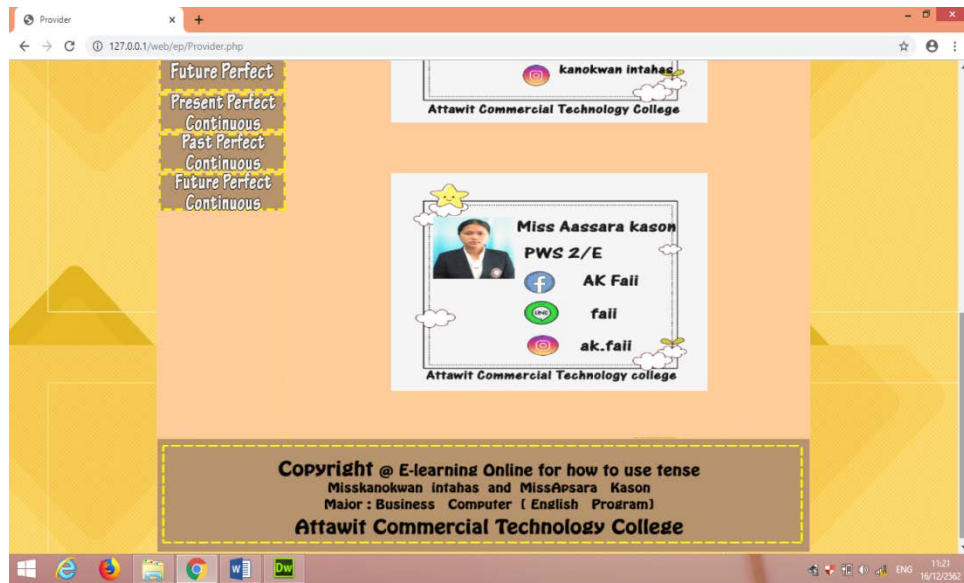 Provider
127.0.0.1/web/ep/Provider.php
Future Perfect
Present Perfect
Continuous
Past Perfect
Continuous
Future Perfect
Continuous
kanokwan intahas
Attawit Commercial Technology College
Miss Aassara kason
PWS 2/E
AK Faii
LINE
faii
ak.faii
Attawit Commercial Technology college
Copyright @ E-learning Online for how to use tense
Misskanokwan intahas and MissApsara Kason
Major : Business Computer [ English Program]
Attawit Commercial Technology College
Dw
ENG
11:21
16/12/2562